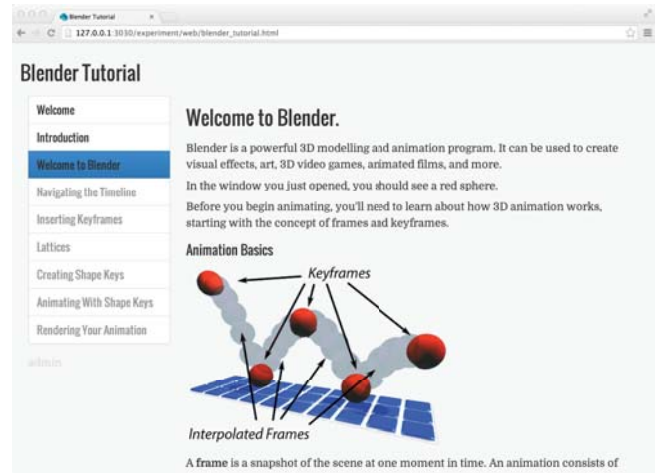 Blender Tutorial
127.0.0.1:3030/experiment/web/blender_tutorial.html
Blender Tutorial
Welcome
Introduction
Welcome to Blender
Navigating the Timeline
Inserting Keyframes
Lattices
Creating Shape Keys
Animating With Shape Keys
Rendering Your Animation
admin
Welcome to Blender.
Blender is a powerful 3D modelling and animation program. It can be used to create
visual effects, art, 3D video games, animated films, and more.
In the window you just opened, you should see a red sphere.
Before you begin animating, you'll need to learn about how 3D animation works,
starting with the concept of frames and keyframes.
Animation Basics
Keyframes
Interpolated Frames
A frame is a snapshot of the scene at one moment in time. An animation consists of